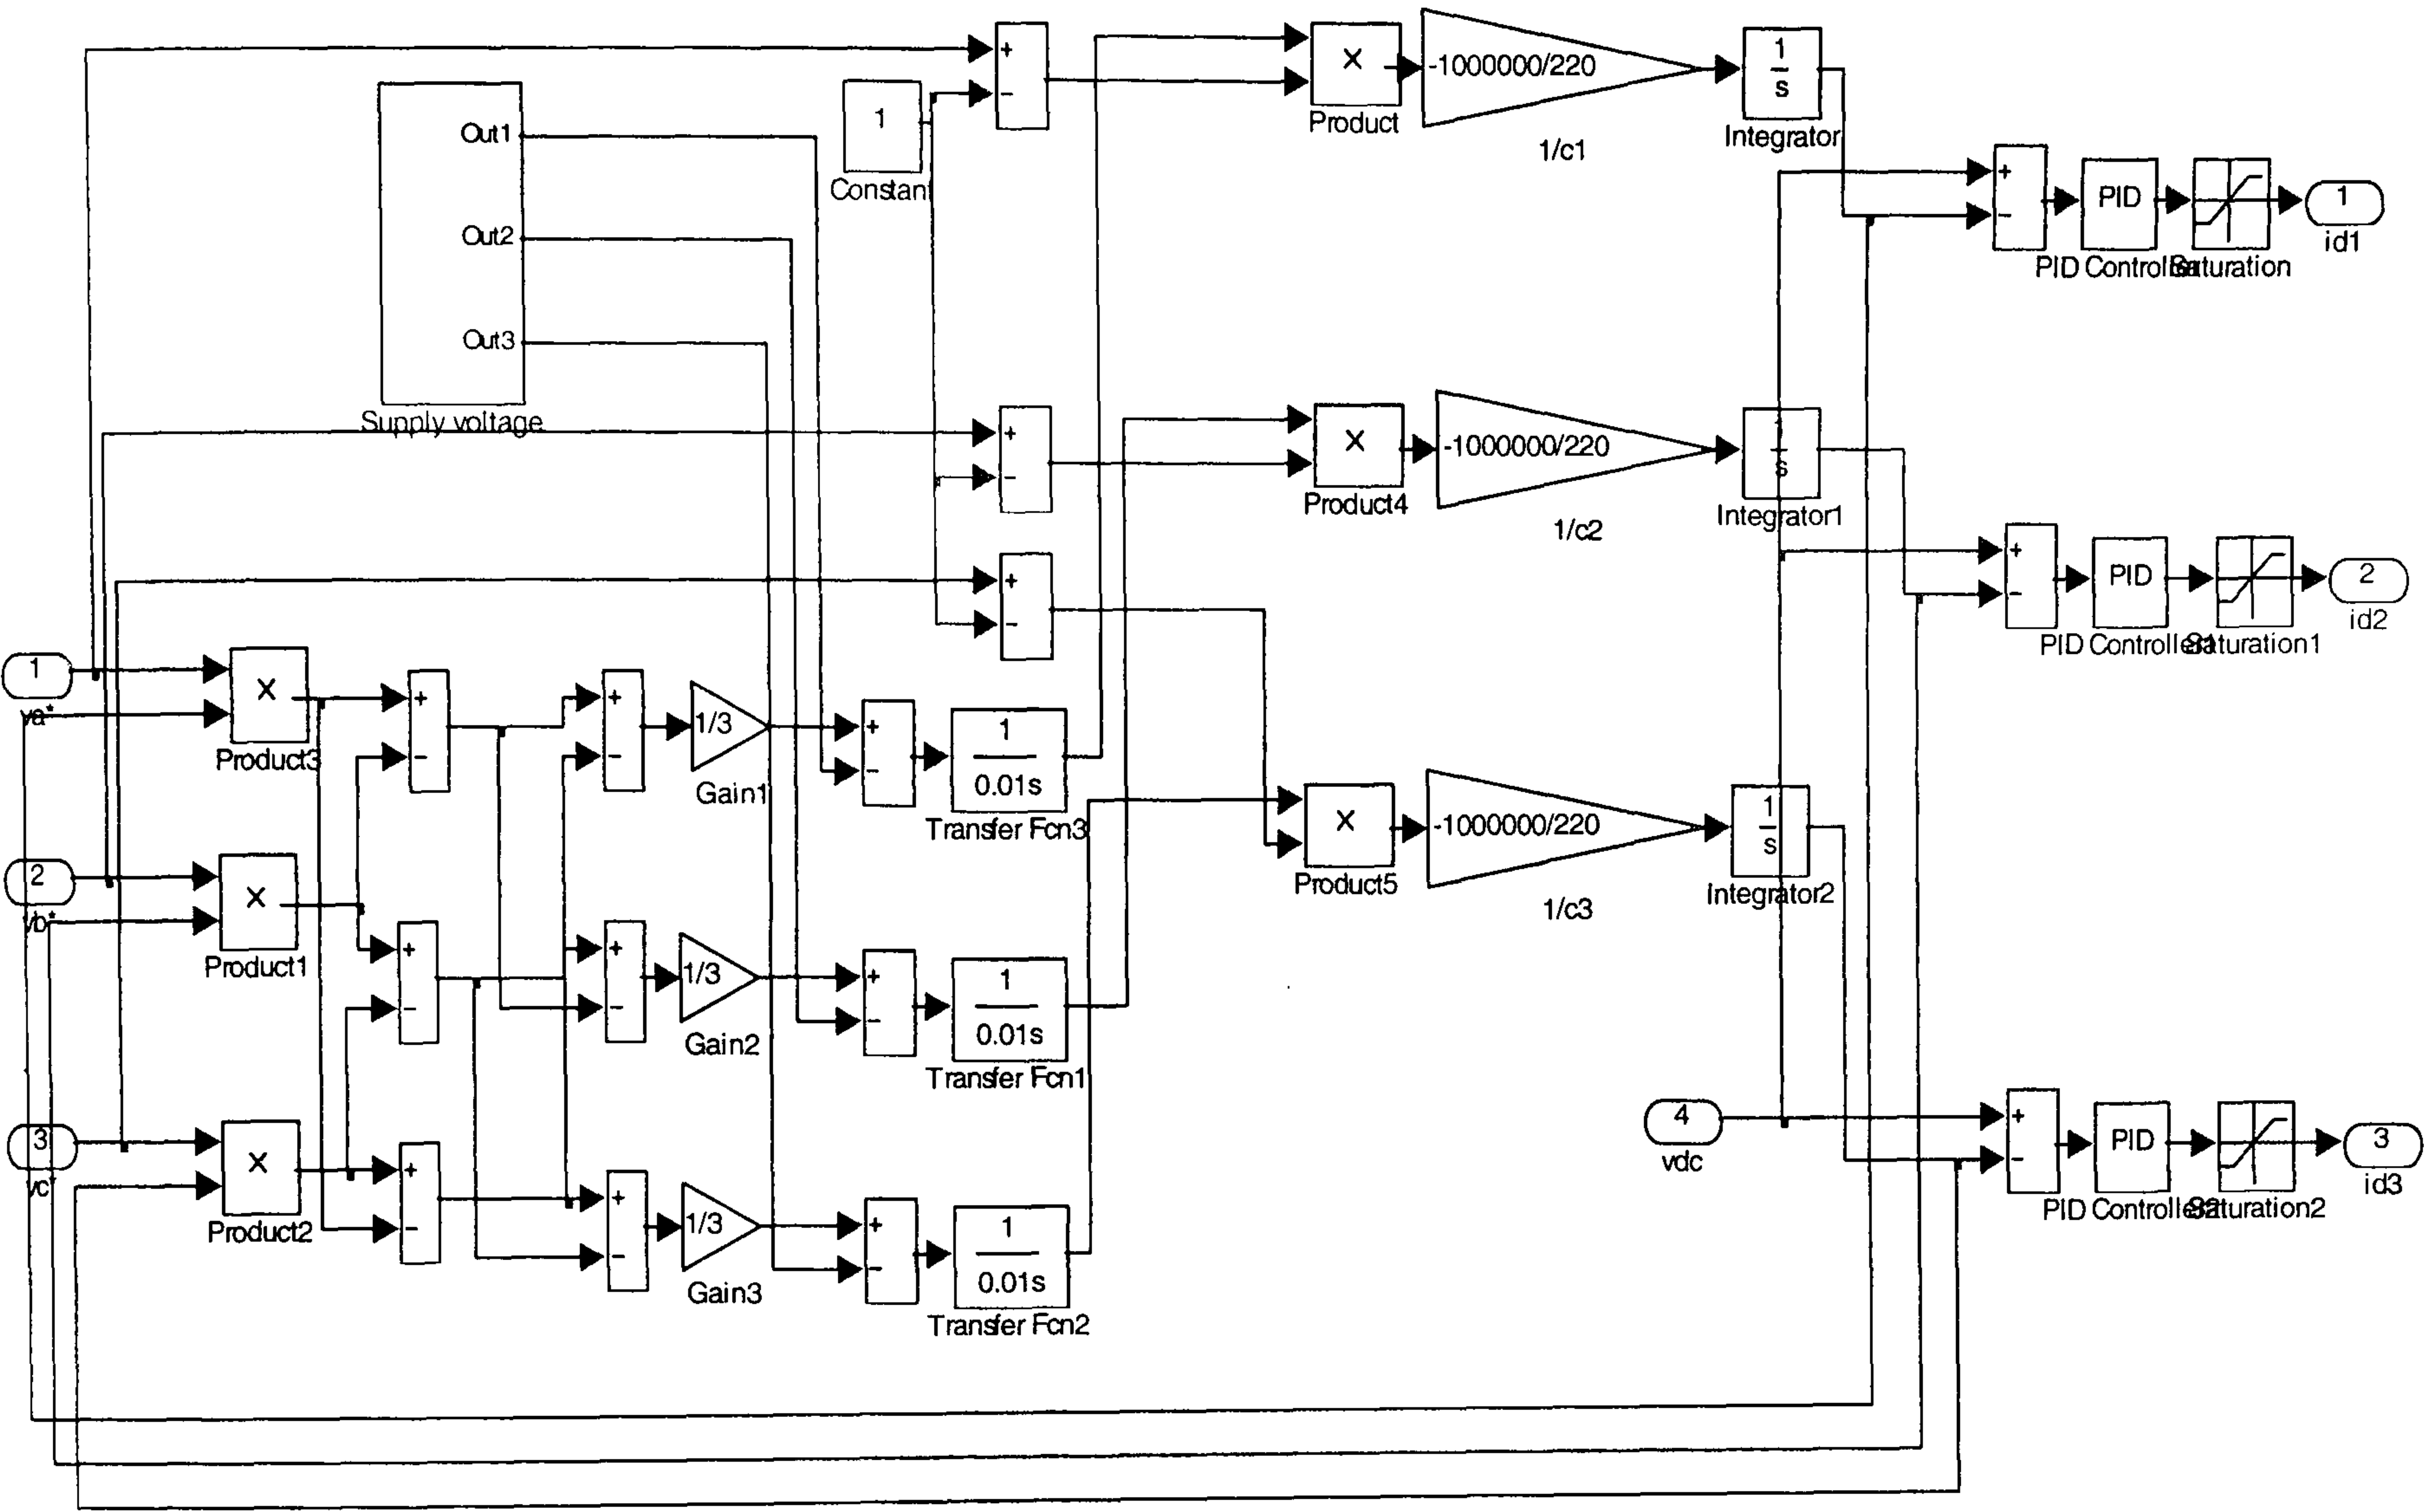 +
-
1
Constan
×
Product
-1000000/220
1/c1
1
s
Integrator
Out1
Out2
Out3
Supply voltage
+
-
PID
PID Controller
Saturation
1
id1
+
-
×
Product4
-1000000/220
1/c2
1
s
Integrator1
+
-
PID
PID Controller1
Saturation1
2
id2
+
-
1
va*
×
Product3
+
-
+
-
1/3
Gain1
+
-
1
0.01s
Transfer Fcn3
×
Product5
-1000000/220
1/c3
1
s
Integrator2
2
vb*
×
Product1
+
-
+
-
1/3
Gain2
+
-
1
0.01s
Transfer Fcn1
3
vc
×
Product2
+
-
+
-
1/3
Gain3
+
-
1
0.01s
Transfer Fcn2
4
vdc
+
-
PID
PID Controller2
Saturation2
3
id3